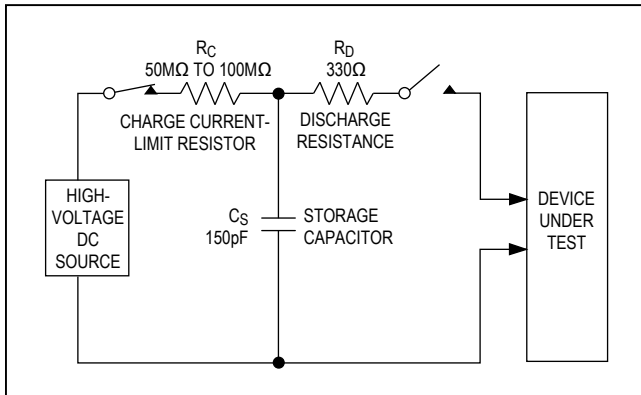 RC
50MΩ TO 100MΩ
CHARGE CURRENT-
LIMIT RESISTOR
RD
330Ω
DISCHARGE
RESISTANCE
HIGH-
VOLTAGE
DC
SOURCE
CS
150pF
STORAGE
CAPACITOR
DEVICE
UNDER
TEST